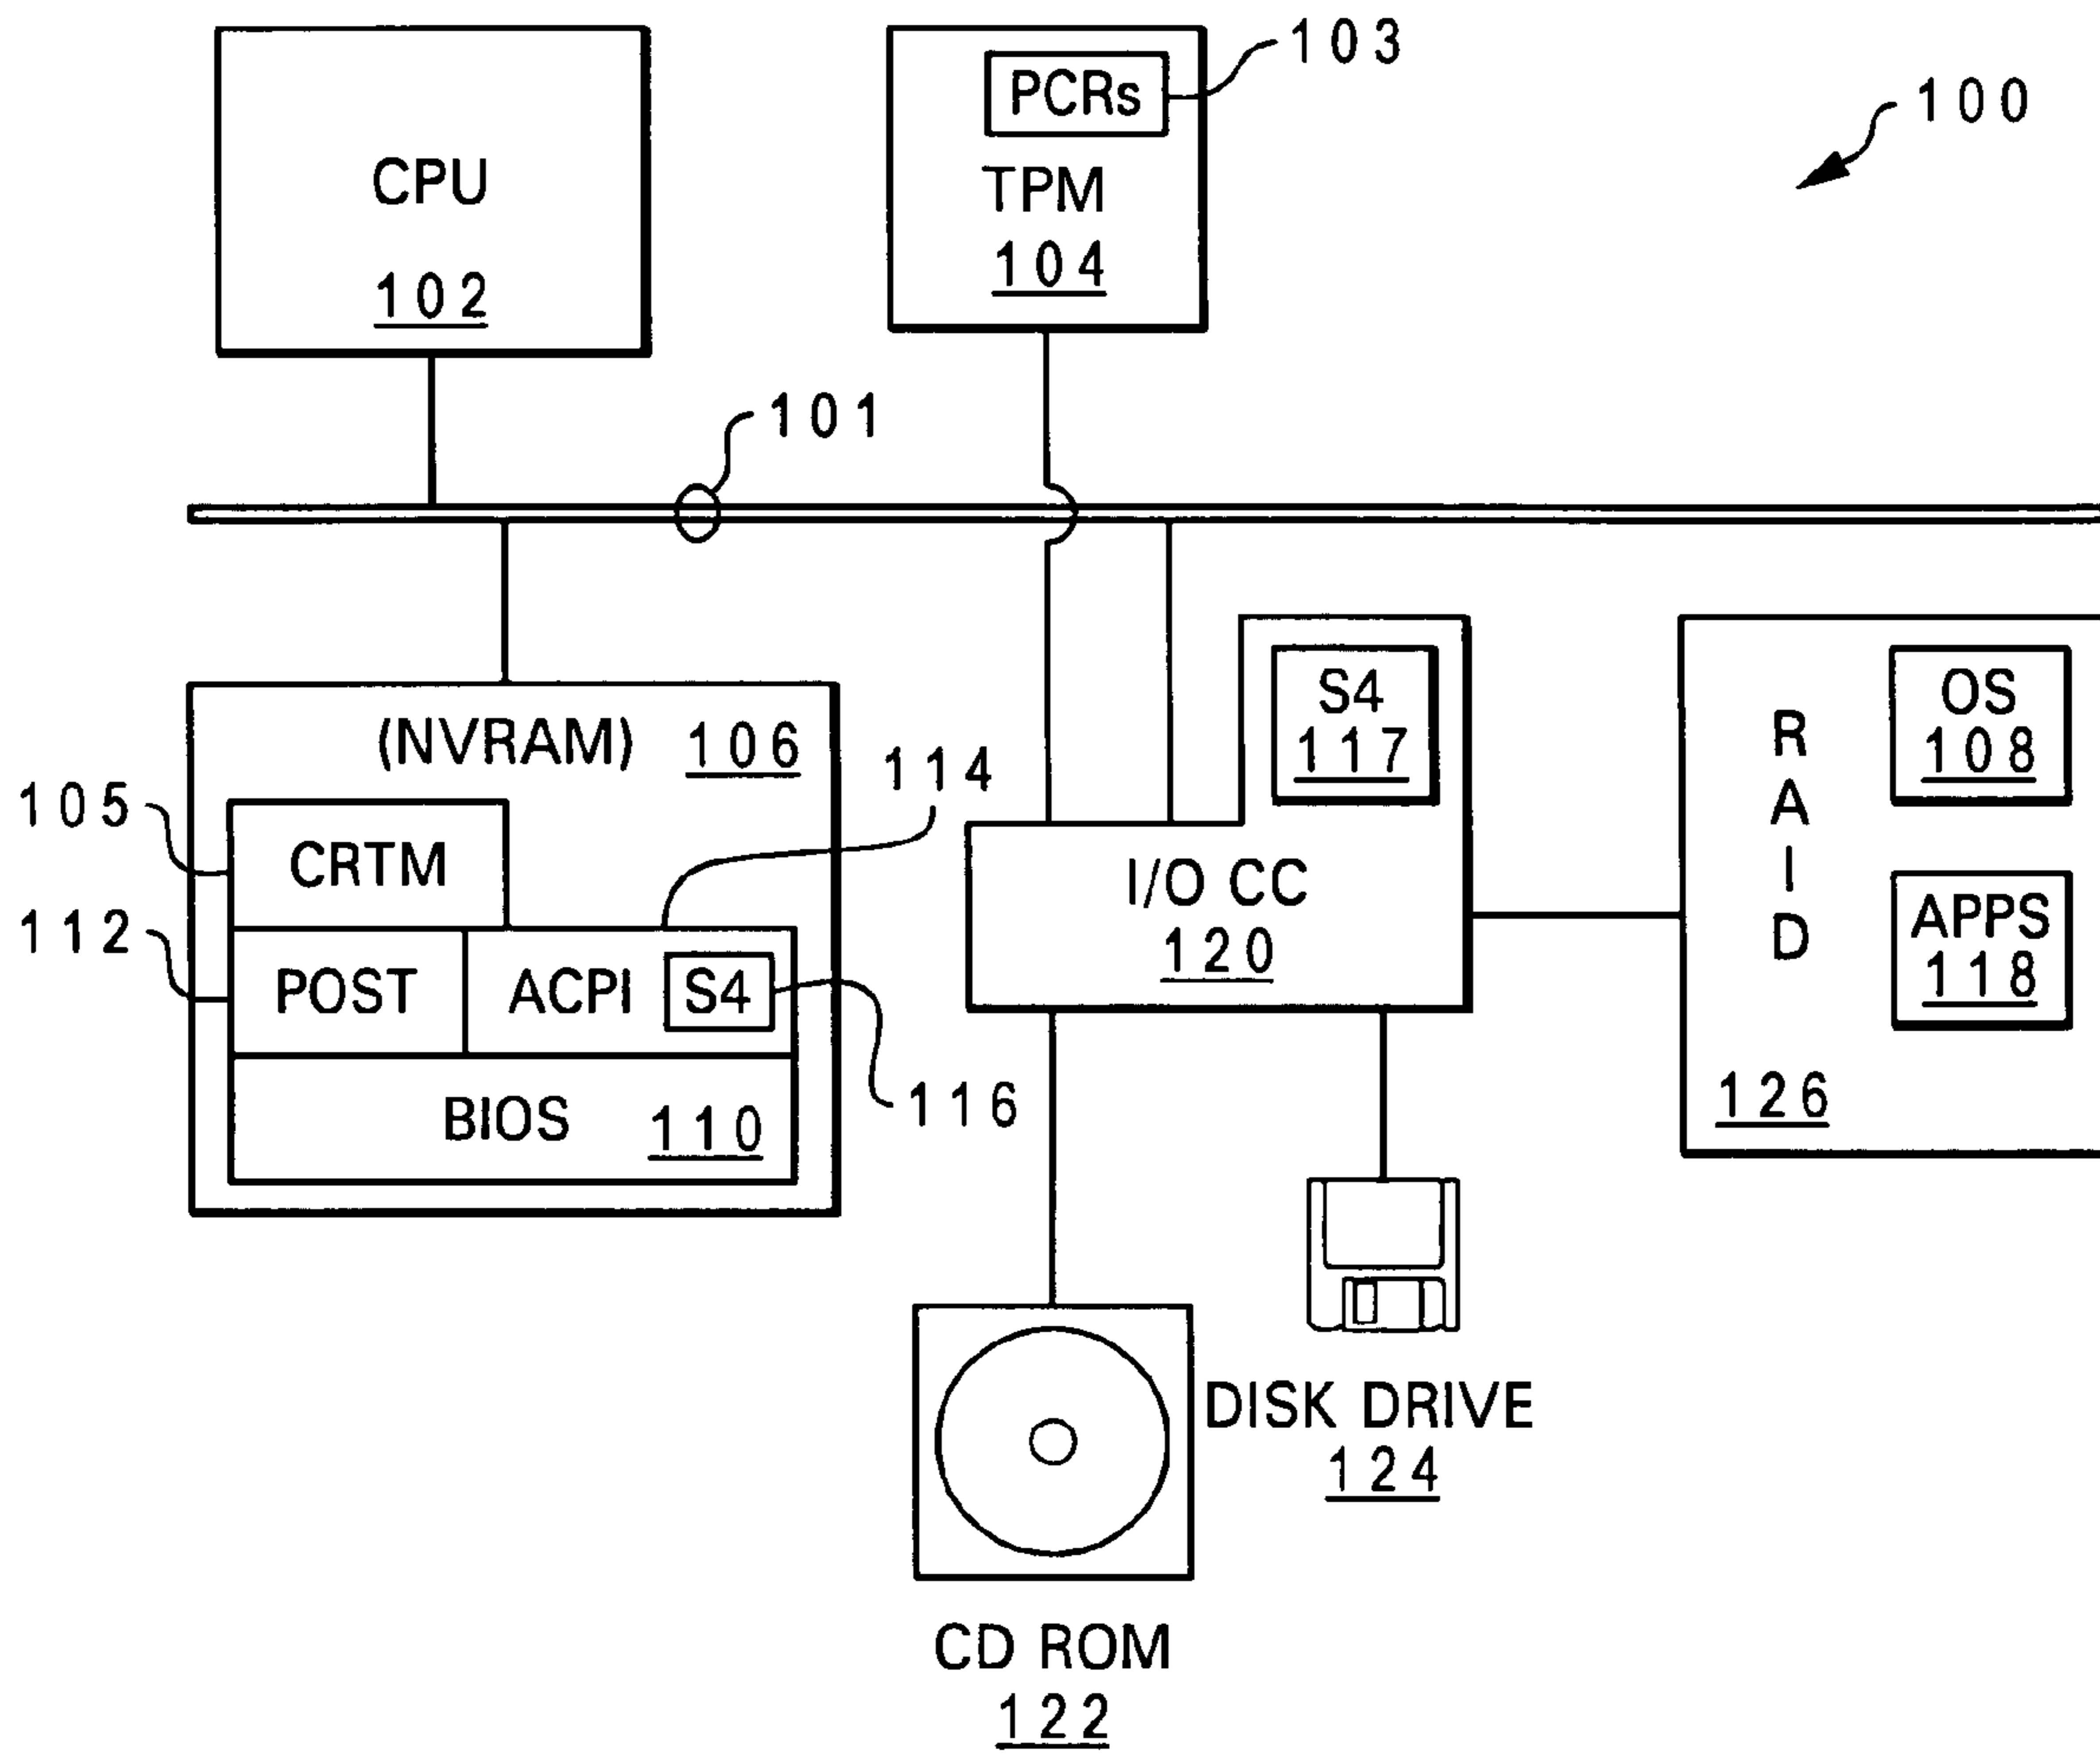 CPU
102
PCRs
103
TPM
104
100
101
(NVRAM) 106
105
CRTM
114
112
POST
ACPI
S4
116
BIOS 110
S4
117
I/O CC
120
RAID
OS
108
APPS
118
126
DISK DRIVE
124
CD ROM
122